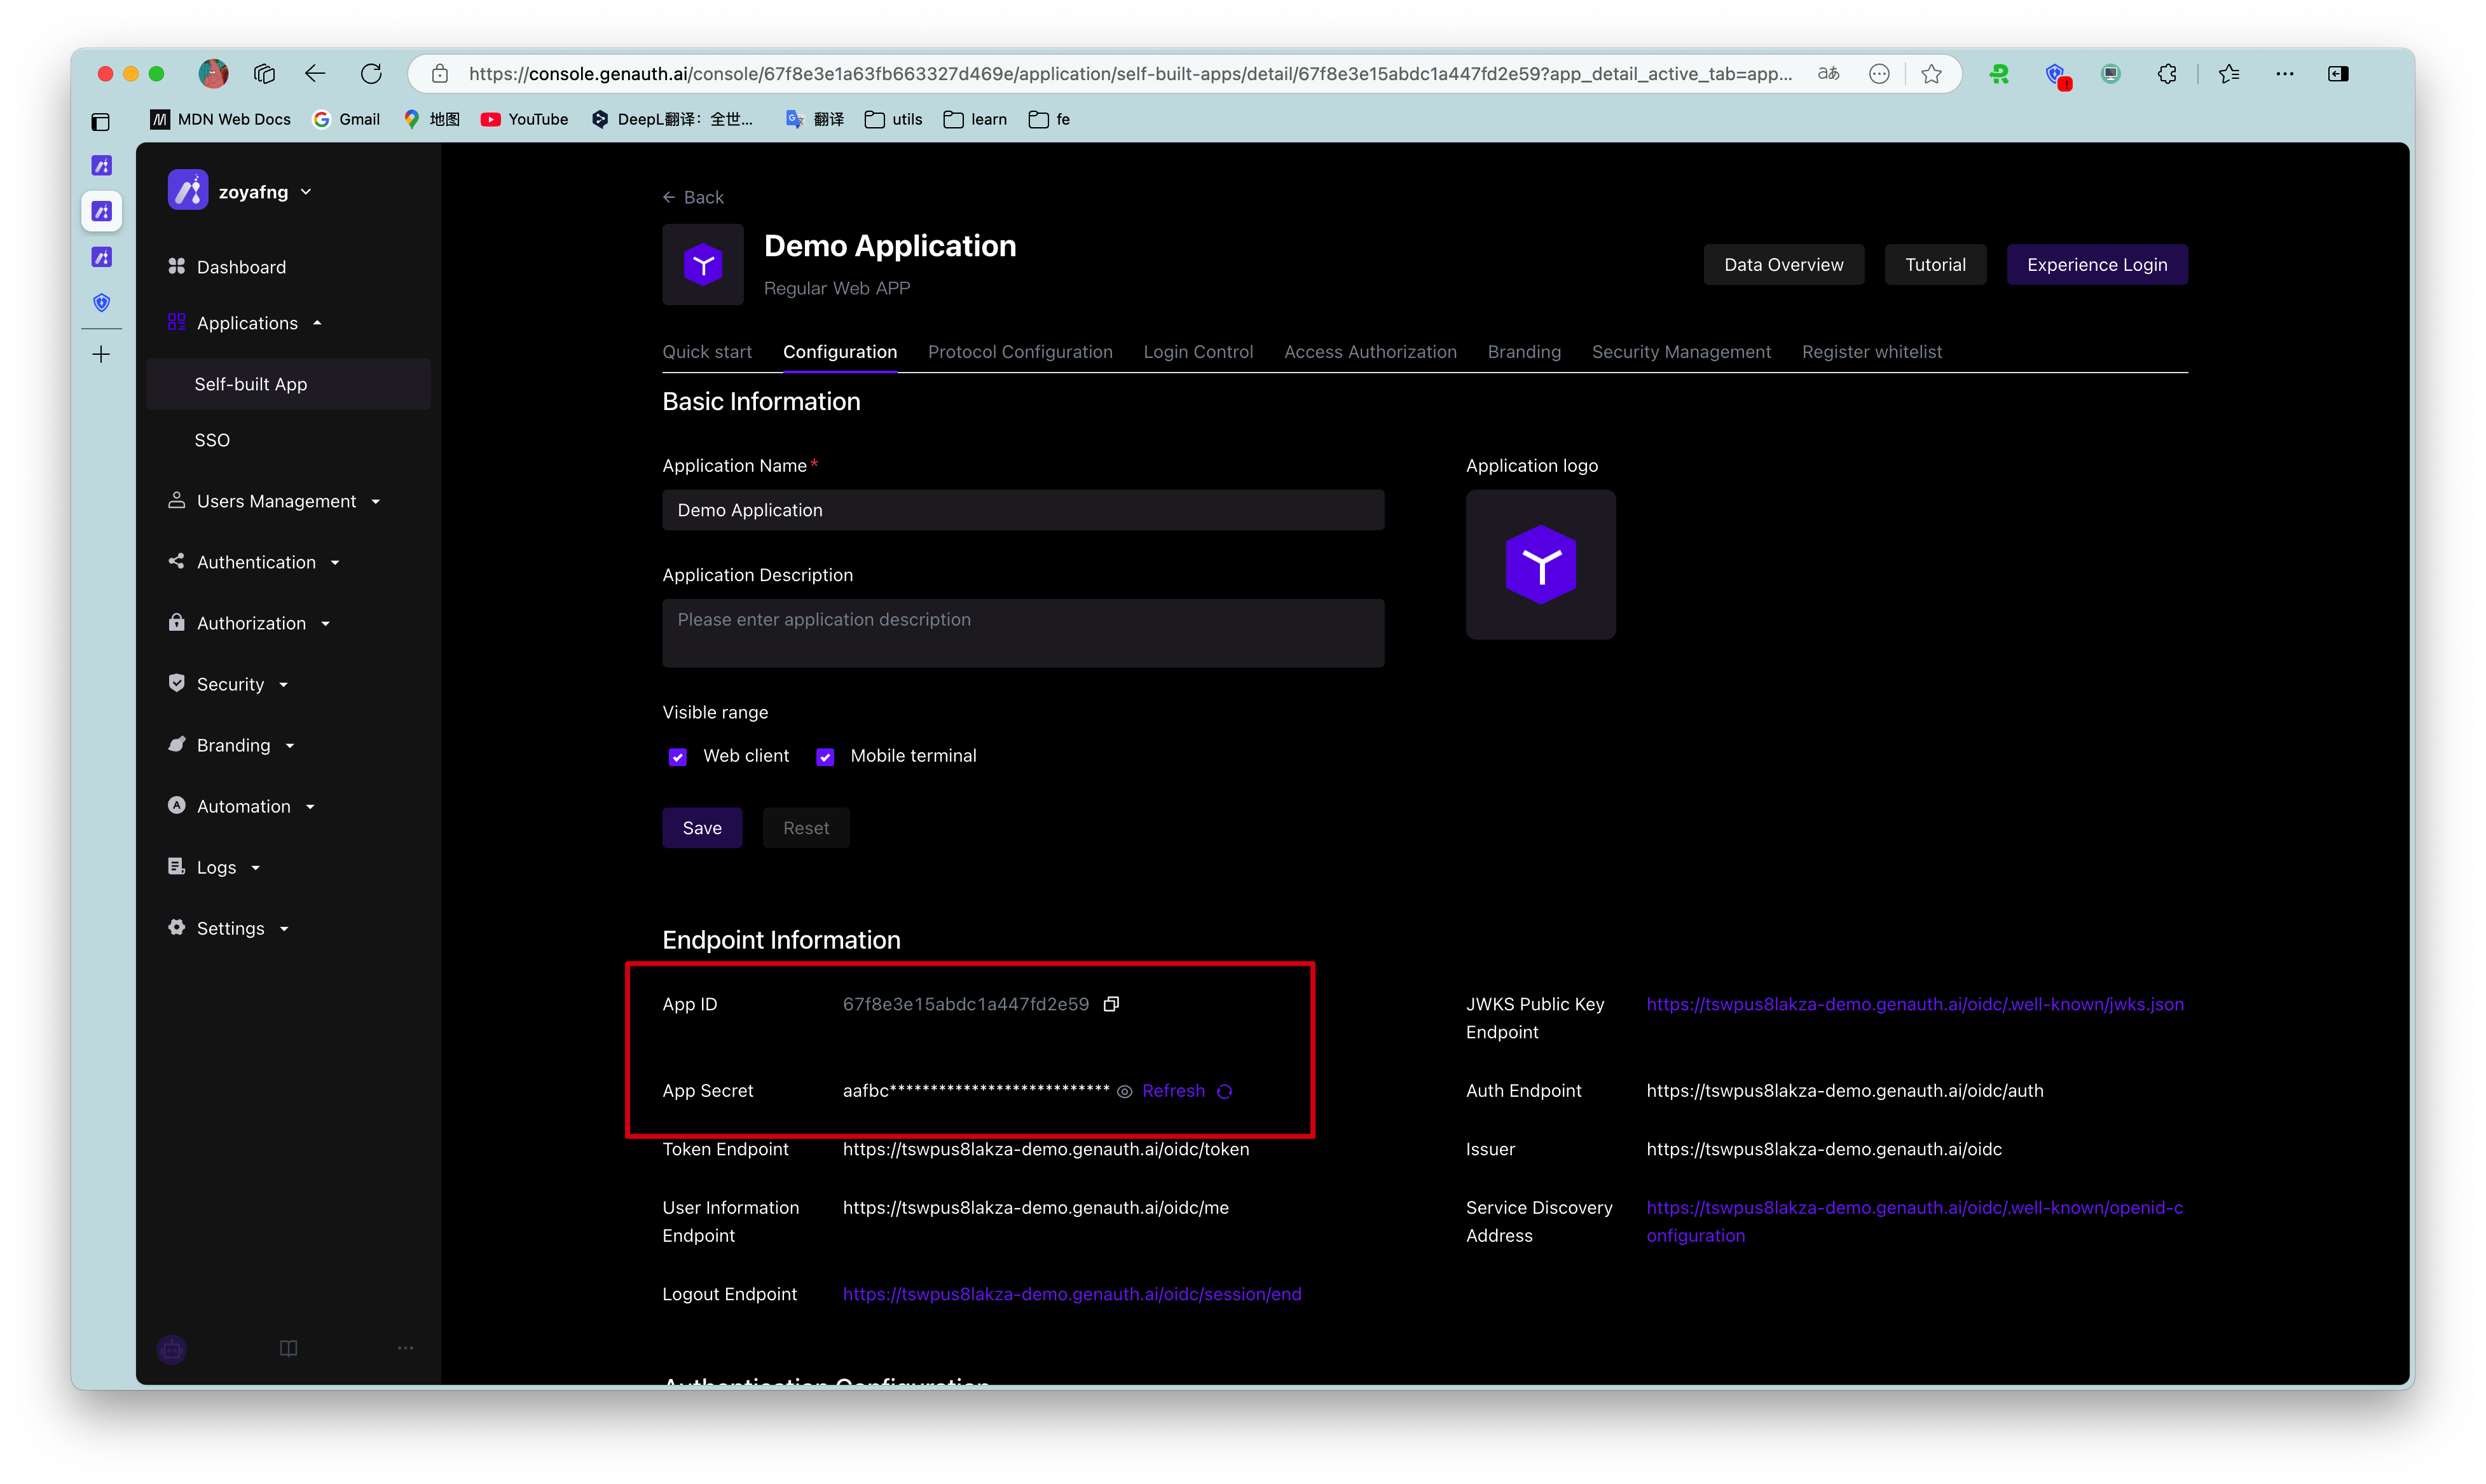 https://console.genauth.ai/console/67f8e3e1a63fb663327d469e/application/self-built-apps/detail/67f8e3e15abdc1a447fd2e59?app_detail_active_tab=app...
MDN Web Docs
Gmail
地图
YouTube
DeepL翻译：全世...
翻译
utils
learn
fe
zoyafng
Dashboard
Applications
Self-built App
SSO
Users Management
Authentication
Authorization
Security
Branding
Automation
Logs
Settings
Back
Demo Application
Regular Web APP
Data Overview
Tutorial
Experience Login
Quick start
Configuration
Protocol Configuration
Login Control
Access Authorization
Branding
Security Management
Register whitelist
Basic Information
Application Name*
Demo Application
Application logo
Application Description
Please enter application description
Visible range
Web client
Mobile terminal
Save
Reset
Endpoint Information
App ID
67f8e3e15abdc1a447fd2e59
JWKS Public Key
Endpoint
https://tswpus8lakza-demo.genauth.ai/oidc/.well-known/jwks.json
App Secret
aafbc***************************
Refresh
Auth Endpoint
https://tswpus8lakza-demo.genauth.ai/oidc/auth
Token Endpoint
https://tswpus8lakza-demo.genauth.ai/oidc/token
Issuer
https://tswpus8lakza-demo.genauth.ai/oidc
User Information
Endpoint
https://tswpus8lakza-demo.genauth.ai/oidc/me
Service Discovery
Address
https://tswpus8lakza-demo.genauth.ai/oidc/.well-known/openid-c
onfiguration
Logout Endpoint
https://tswpus8lakza-demo.genauth.ai/oidc/session/end
Authentication Configuration